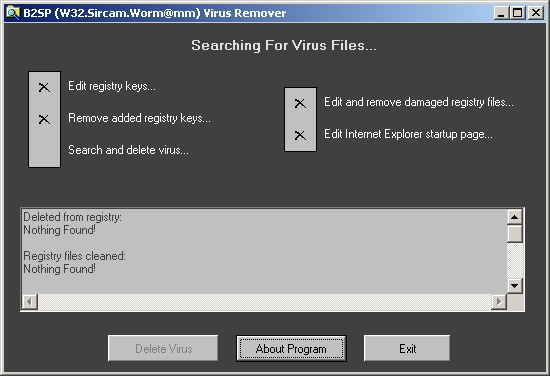 B2SP (W32.Sircam.Worm@mm) Virus Remover
Searching For Virus Files...
Edit registry keys...
Remove added registry keys...
Search and delete virus...
Edit and remove damaged registry files...
Edit Internet Explorer startup page...
Deleted from registry:
Nothing Found!
Registry files cleaned:
Nothing Found!
Delete Virus
About Program
Exit